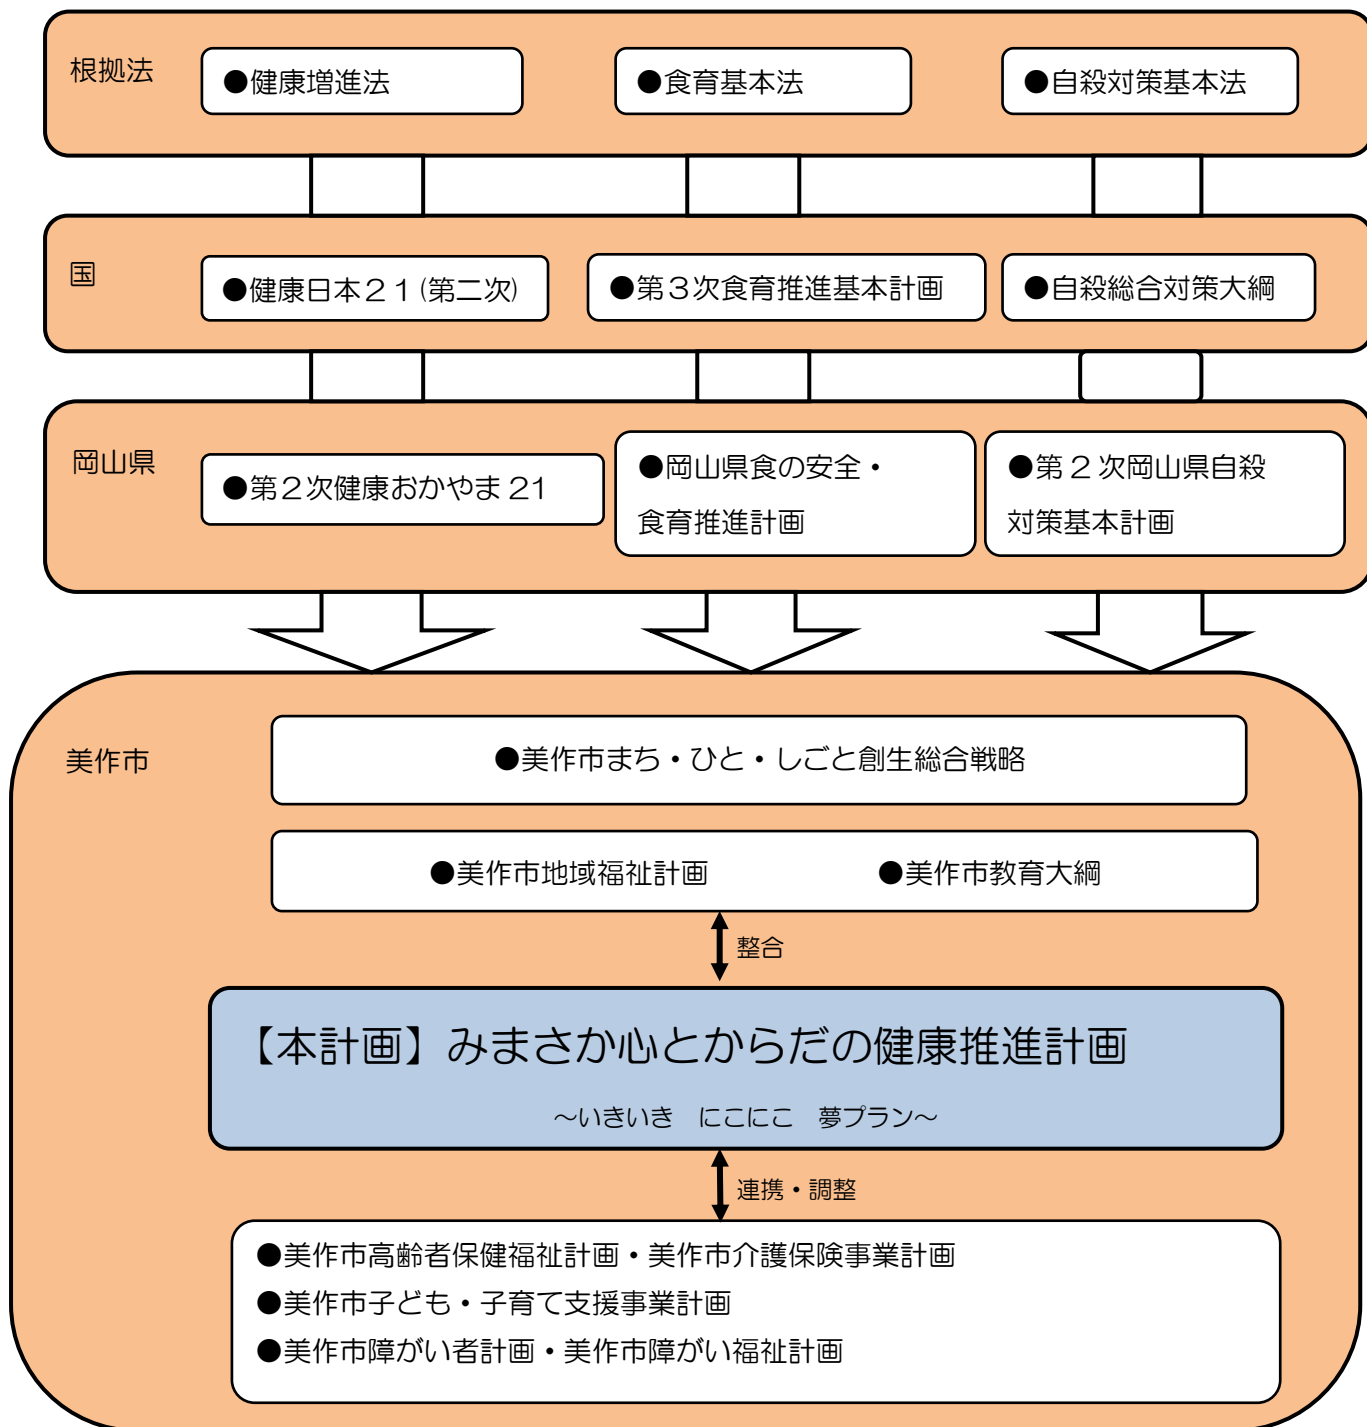 根拠法
●健康増進法
●食育基本法
●自殺対策基本法
国
●健康日本２１(第二次)
●第３次食育推進基本計画
●自殺総合対策大綱
岡山県
●第２次健康おかやま 21
●岡山県食の安全・
食育推進計画
●第２次岡山県自殺
対策基本計画
美作市
●美作市まち・ひと・しごと創生総合戦略
●美作市地域福祉計画
●美作市教育大綱
整合
【本計画】みまさか心とからだの健康推進計画
～いきいき　にこにこ　夢プラン～
連携・調整
●美作市高齢者保健福祉計画・美作市介護保険事業計画
●美作市子ども・子育て支援事業計画
●美作市障がい者計画・美作市障がい福祉計画